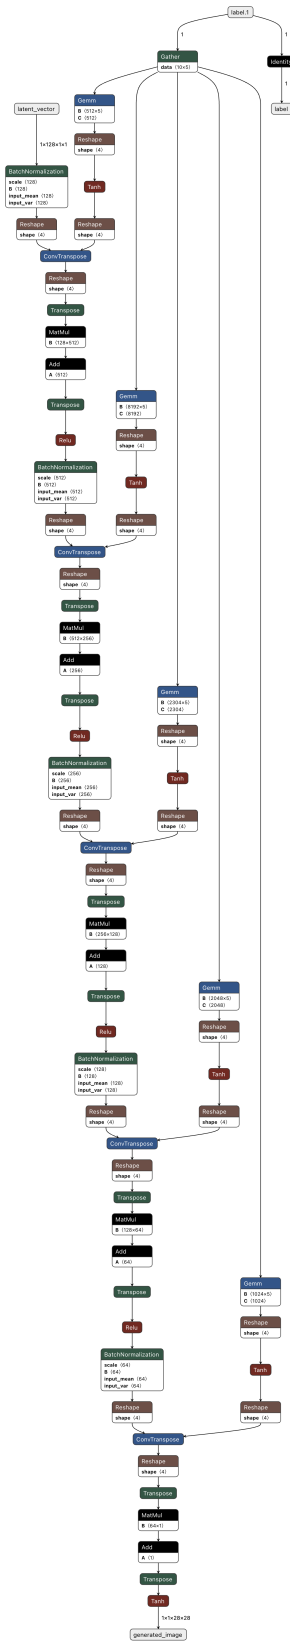 label.1
1
1
Gather
data ⟨10×5⟩
Identity
1
label
latent_vector
1×128×1×1
Gemm
B ⟨512×5⟩
C ⟨512⟩
Reshape
shape ⟨4⟩
Tanh
BatchNormalization
scale ⟨128⟩
B ⟨128⟩
input_mean ⟨128⟩
input_var ⟨128⟩
Reshape
shape ⟨4⟩
Reshape
shape ⟨4⟩
ConvTranspose
Reshape
shape ⟨4⟩
Transpose
MatMul
B ⟨128×512⟩
Add
A ⟨512⟩
Transpose
Gemm
B ⟨8192×5⟩
C ⟨8192⟩
Relu
Reshape
shape ⟨4⟩
BatchNormalization
scale ⟨512⟩
B ⟨512⟩
input_mean ⟨512⟩
input_var ⟨512⟩
Tanh
Reshape
shape ⟨4⟩
Reshape
shape ⟨4⟩
ConvTranspose
Reshape
shape ⟨4⟩
Transpose
MatMul
B ⟨512×256⟩
Add
A ⟨256⟩
Transpose
Gemm
B ⟨2304×5⟩
C ⟨2304⟩
Relu
Reshape
shape ⟨4⟩
BatchNormalization
scale ⟨256⟩
B ⟨256⟩
input_mean ⟨256⟩
input_var ⟨256⟩
Tanh
Reshape
shape ⟨4⟩
Reshape
shape ⟨4⟩
ConvTranspose
Reshape
shape ⟨4⟩
Transpose
MatMul
B ⟨256×128⟩
Add
A ⟨128⟩
Transpose
Gemm
B ⟨2048×5⟩
C ⟨2048⟩
Relu
Reshape
shape ⟨4⟩
BatchNormalization
scale ⟨128⟩
B ⟨128⟩
input_mean ⟨128⟩
input_var ⟨128⟩
Tanh
Reshape
shape ⟨4⟩
Reshape
shape ⟨4⟩
ConvTranspose
Reshape
shape ⟨4⟩
Transpose
MatMul
B ⟨128×64⟩
Add
A ⟨64⟩
Transpose
Gemm
B ⟨1024×5⟩
C ⟨1024⟩
Relu
Reshape
shape ⟨4⟩
BatchNormalization
scale ⟨64⟩
B ⟨64⟩
input_mean ⟨64⟩
input_var ⟨64⟩
Tanh
Reshape
shape ⟨4⟩
Reshape
shape ⟨4⟩
ConvTranspose
Reshape
shape ⟨4⟩
Transpose
MatMul
B ⟨64×1⟩
Add
A ⟨1⟩
Transpose
Tanh
1×1×28×28
generated_image